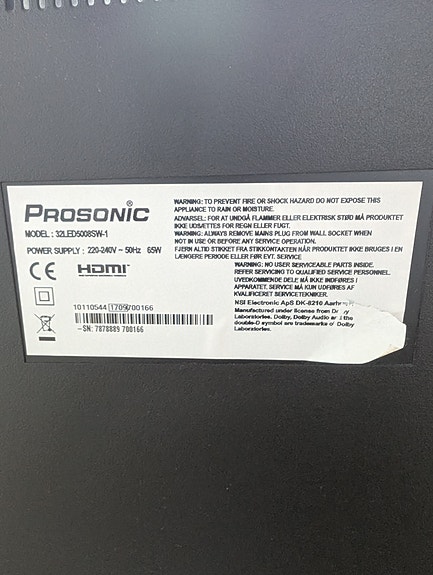 PROSONIC
MODEL : 32LED5008SW-1
POWER SUPPLY : 220-240V ~ 50Hz 65W
CE HDMI
10110544 1709 700166
-SN: 7878889 700166
WARNING: TO PREVENT FIRE OR SHOCK HAZARD DO NOT EXPOSE THIS
APPLIANCE TO RAIN OR MOISTURE.
ADVARSEL: FOR AT UNDGÅ FLAMMER ELLER ELEKTRISK STØD MÅ PRODUKTET
IKKE UDSÆTTES FOR REGN ELLER FUGT.
WARNING: ALWAYS REMOVE MAINS PLUG FROM WALL SOCKET WHEN
NOT IN USE OR BEFORE ANY SERVICE OPERATION.
FJERN ALTID STIKKET FRA STIKKONTAKTEN NÅR PRODUKTET IKKE BRUGES I EN
LÆNGERE PERIODE OG FØR EVT. SERVICE
WARNING: NO USER SERVICEABLE PARTS INSIDE.
REFER SERVICING TO QUALIFIED SERVICE PERSONNEL.
UVEDKOMMENDE DELE MÅ IKKE INDFØRES I
APPARATET. SERVICE MÅ KUN UDFØRES AF
KVALIFICERET SERVICETEKNIKER.
NSI Electronic ApS DK-8210
Manufactured under license from
Laboratories. Dolby, Dolby Audio and the
double-D symbol are trademarks of Dolby
Laboratories.